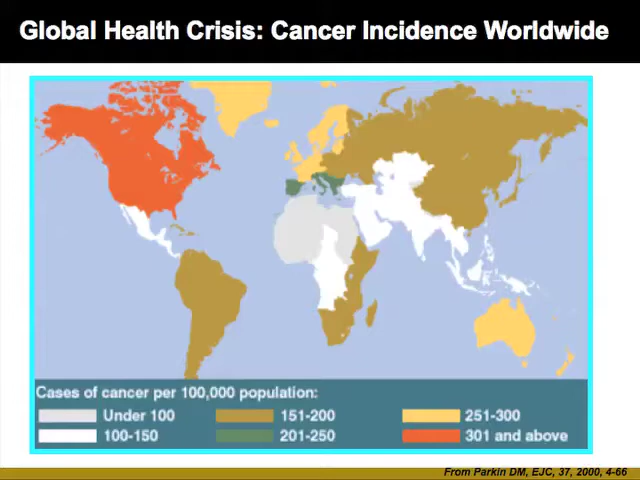 Global Health Crisis: Cancer Incidence Worldwide
Cases of cancer per 100,000 population:
Under 100 151-200 251-300
100-150 201-250 301 and above
From Parkin DM, EJC, 37, 2000, 4-66